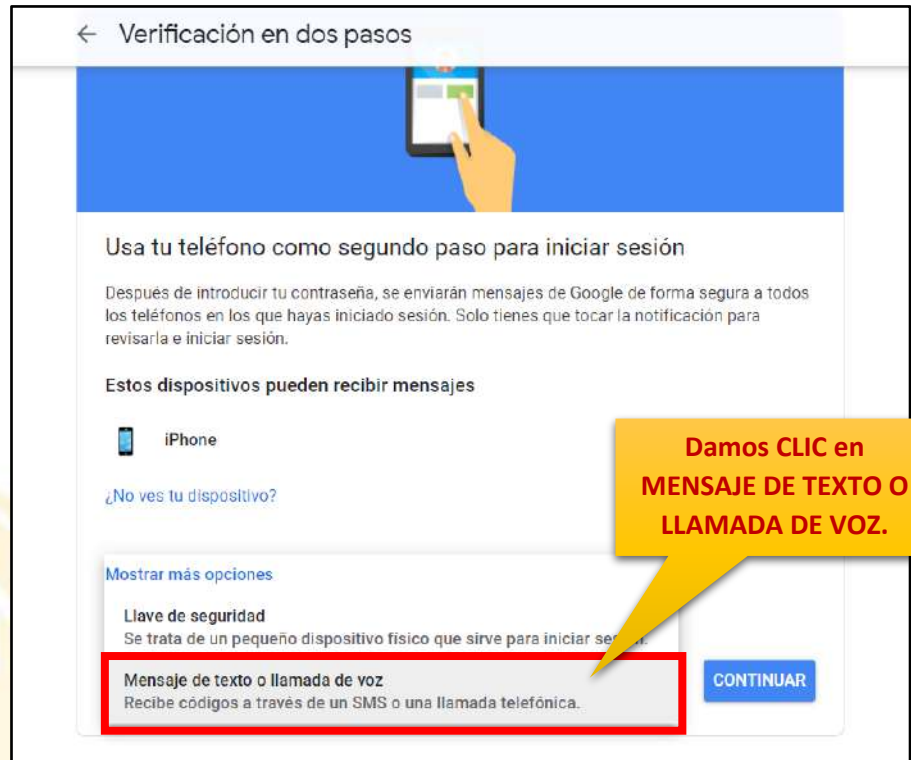 ← Verificación en dos pasos
Usa tu teléfono como segundo paso para iniciar sesión
Después de introducir tu contraseña, se enviarán mensajes de Google de forma segura a todos
los teléfonos en los que hayas iniciado sesión. Solo tienes que tocar la notificación para
revisarla e iniciar sesión.
Estos dispositivos pueden recibir mensajes
iPhone
¿No ves tu dispositivo?
Damos CLIC en
MENSAJE DE TEXTO O
LLAMADA DE VOZ.
Mostrar más opciones
Llave de seguridad
Se trata de un pequeño dispositivo físico que sirve para iniciar
Mensaje de texto o llamada de voz
Recibe códigos a través de un SMS o una llamada telefónica.
CONTINUAR